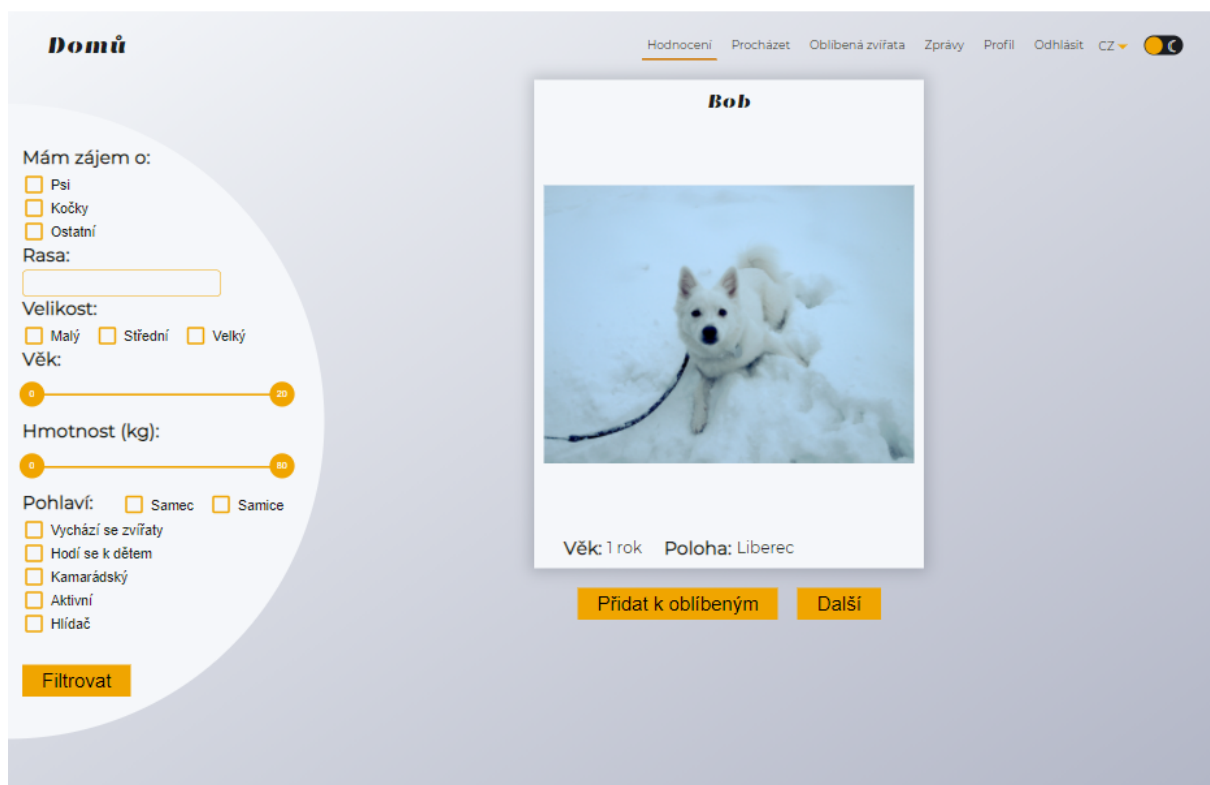 Domů
Hodnocení Procházet Oblíbená zvířata Zprávy Profil Odhlásit CZ
Bob
Mám zájem o:
Psi
Kočky
Ostatní
Rasa:
Velikost:
Malý Střední Velký
Věk:
0 20
Hmotnost (kg):
0 80
Pohlaví: Samec Samice
Vychází se zvířaty
Hodí se k dětem
Kamarádský
Aktivní
Hlídač
Filtrovat
Věk: 1 rok Poloha: Liberec
Přidat k oblíbeným Další